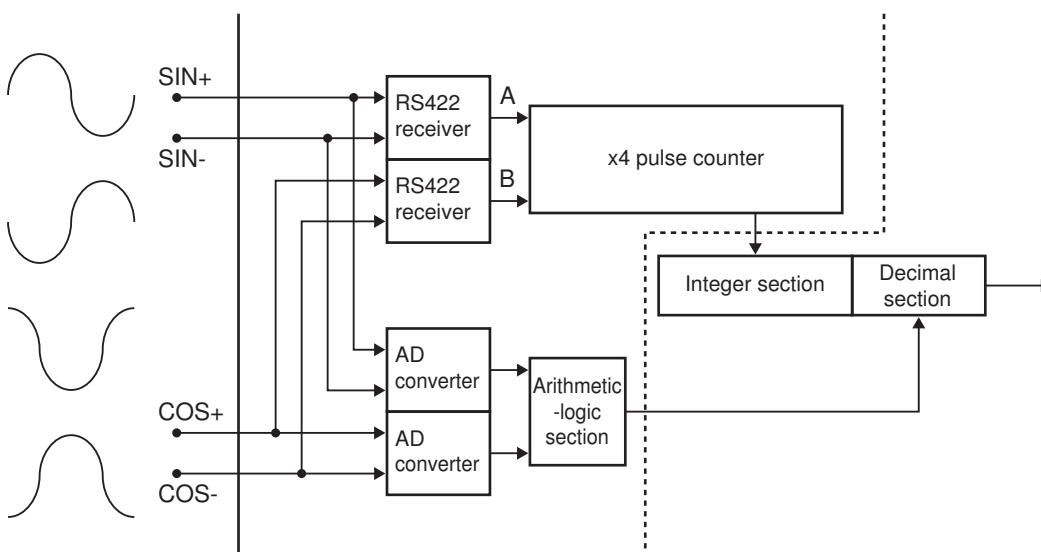 SIN+
SIN-
RS422
receiver
A
x4 pulse counter
RS422
receiver
B
Integer section
Decimal
section
AD
converter
Arithmetic
-logic
section
COS+
COS-
AD
converter